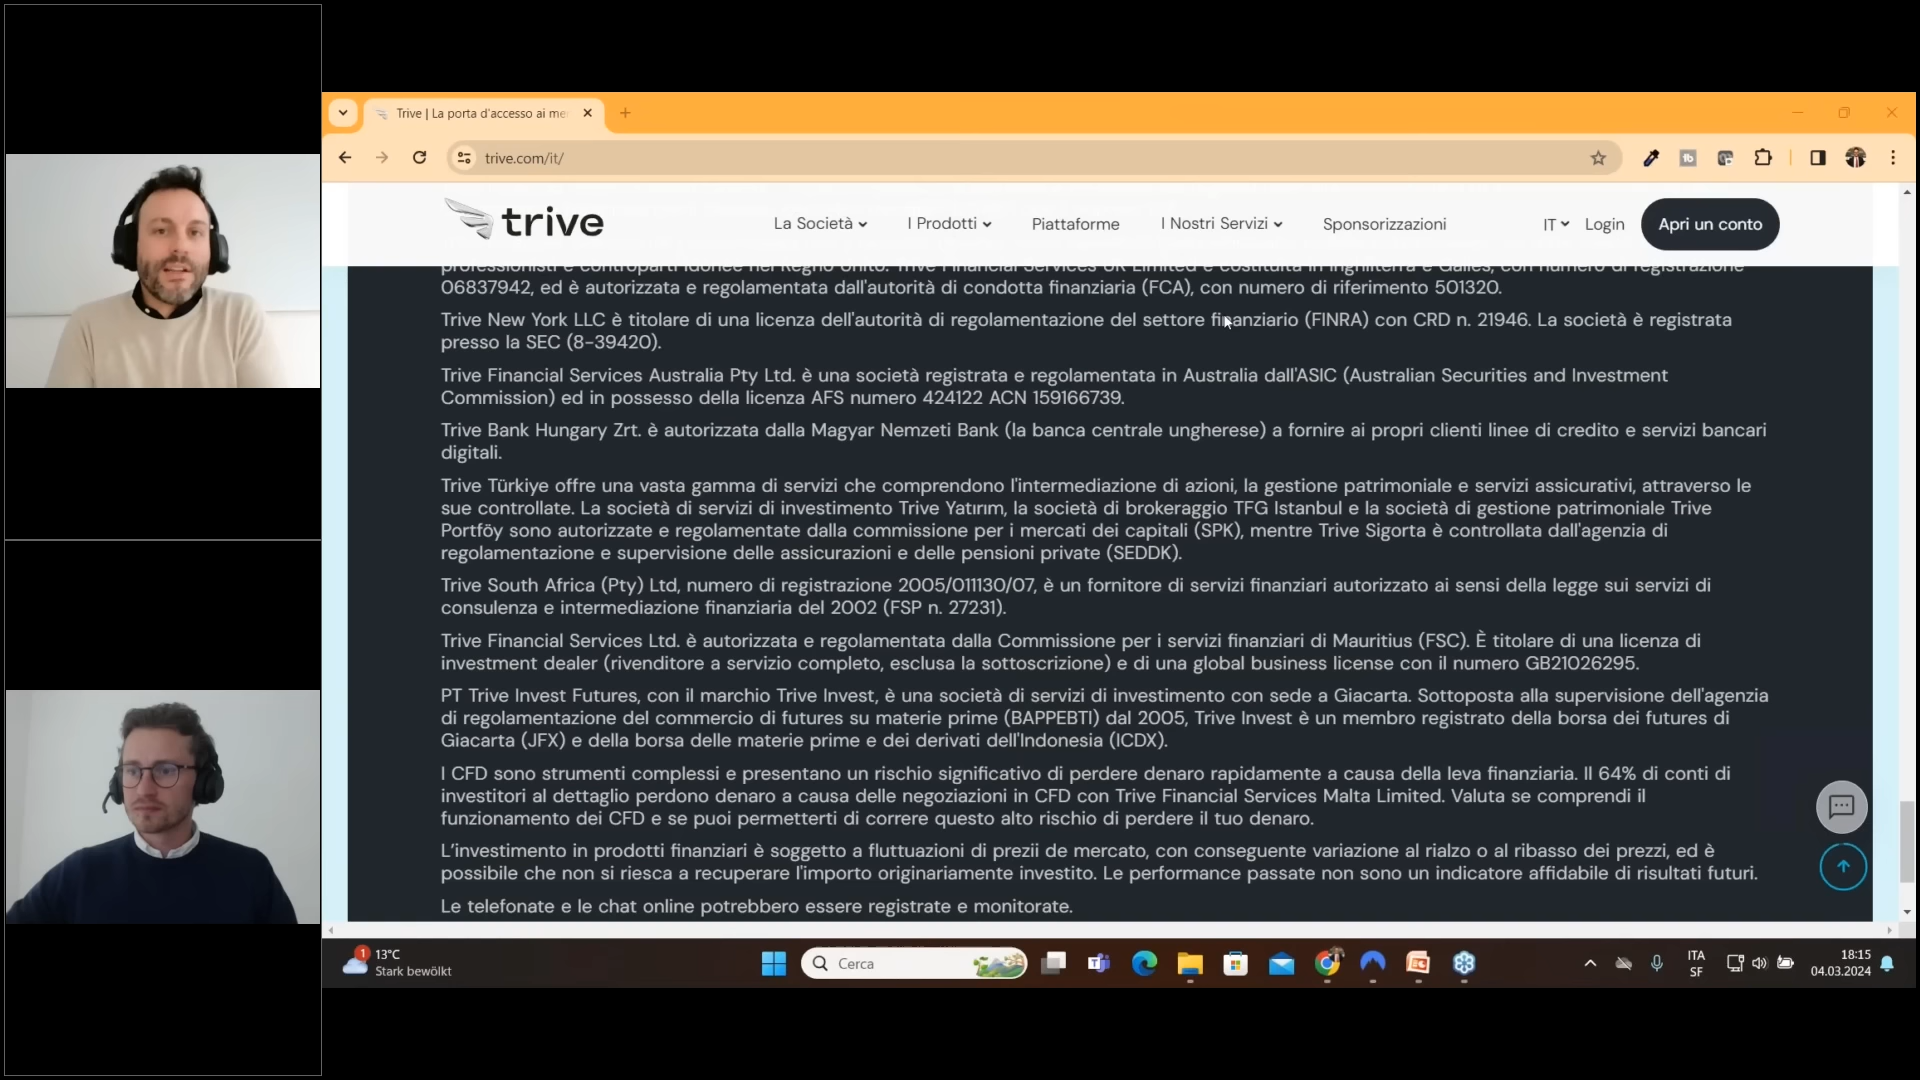 Trive | La porta d'accesso ai me
trive.com/it/
trive
La Società
I Prodotti
Piattaforme
I Nostri Servizi
Sponsorizzazioni
IT
Login
Apri un conto
professionisti e controparti idonee nel Regno Unito. Trive Financial Services UK Limited è costituita in Inghilterra e Galles, con numero di registrazione
06837942, ed è autorizzata e regolamentata dall'autorità di condotta finanziaria (FCA), con numero di riferimento 501320.
Trive New York LLC è titolare di una licenza dell'autorità di regolamentazione del settore finanziario (FINRA) con CRD n. 21946. La società è registrata
presso la SEC (8-39420).
Trive Financial Services Australia Pty Ltd. è una società registrata e regolamentata in Australia dall'ASIC (Australian Securities and Investment
Commission) ed in possesso della licenza AFS numero 424122 ACN 159166739.
Trive Bank Hungary Zrt. è autorizzata dalla Magyar Nemzeti Bank (la banca centrale ungherese) a fornire ai propri clienti linee di credito e servizi bancari
digitali.
Trive Türkiye offre una vasta gamma di servizi che comprendono l'intermediazione di azioni, la gestione patrimoniale e servizi assicurativi, attraverso le
sue controllate. La società di servizi di investimento Trive Yatırım, la società di brokeraggio TFG Istanbul e la società di gestione patrimoniale Trive
Portföy sono autorizzate e regolamentate dalla commissione per i mercati dei capitali (SPK), mentre Trive Sigorta è controllata dall'agenzia di
regolamentazione e supervisione delle assicurazioni e delle pensioni private (SEDDK).
Trive South Africa (Pty) Ltd, numero di registrazione 2005/011130/07, è un fornitore di servizi finanziari autorizzato ai sensi della legge sui servizi di
consulenza e intermediazione finanziaria del 2002 (FSP n. 27231).
Trive Financial Services Ltd. è autorizzata e regolamentata dalla Commissione per i servizi finanziari di Mauritius (FSC). È titolare di una licenza di
investment dealer (rivenditore a servizio completo, esclusa la sottoscrizione) e di una global business license con il numero GB21026295.
PT Trive Invest Futures, con il marchio Trive Invest, è una società di servizi di investimento con sede a Giacarta. Sottoposta alla supervisione dell'agenzia
di regolamentazione del commercio di futures su materie prime (BAPPEBTI) dal 2005, Trive Invest è un membro registrato della borsa dei futures di
Giacarta (JFX) e della borsa delle materie prime e dei derivati dell'Indonesia (ICDX).
I CFD sono strumenti complessi e presentano un rischio significativo di perdere denaro rapidamente a causa della leva finanziaria. Il 64% di conti di
investitori al dettaglio perdono denaro a causa delle negoziazioni in CFD con Trive Financial Services Malta Limited. Valuta se comprendi il
funzionamento dei CFD e se puoi permetterti di correre questo alto rischio di perdere il tuo denaro.
L'investimento in prodotti finanziari è soggetto a fluttuazioni di prezii de mercato, con conseguente variazione al rialzo o al ribasso dei prezzi, ed è
possibile che non si riesca a recuperare l'importo originariamente investito. Le performance passate non sono un indicatore affidabile di risultati futuri.
Le telefonate e le chat online potrebbero essere registrate e monitorate.
1
13°C
Stark bewölkt
Cerca
ITA
SF
18:15
04.03.2024